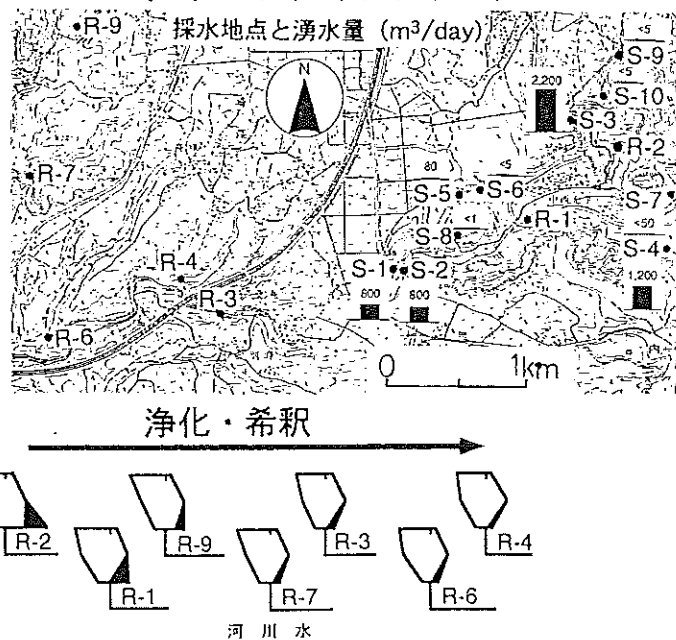 R-9
採水地点と湧水量 (m³/day)
N
<5
S-9
<5
S-10
2,200
S-3
R-2
R-7
80
<5
S-5
S-6
S-7
R-1
<1
S-8
<50
S-4
R-4
S-1
S-2
1,200
R-3
800
800
R-6
0
1km
浄化・希釈
R-2
R-9
R-3
R-4
R-1
R-7
R-6
河川水